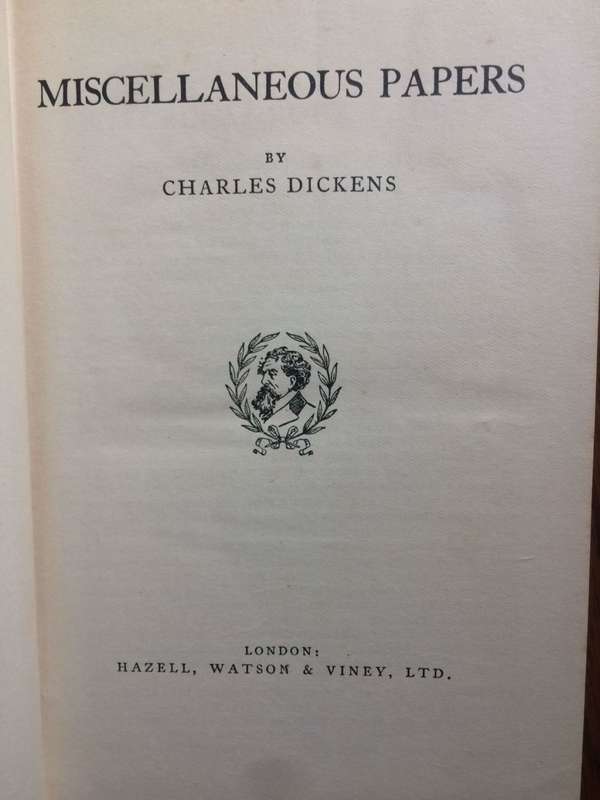 MISCELLANEOUS PAPERS
BY
CHARLES DICKENS
LONDON:
HAZELL, WATSON & VINEY, LTD.